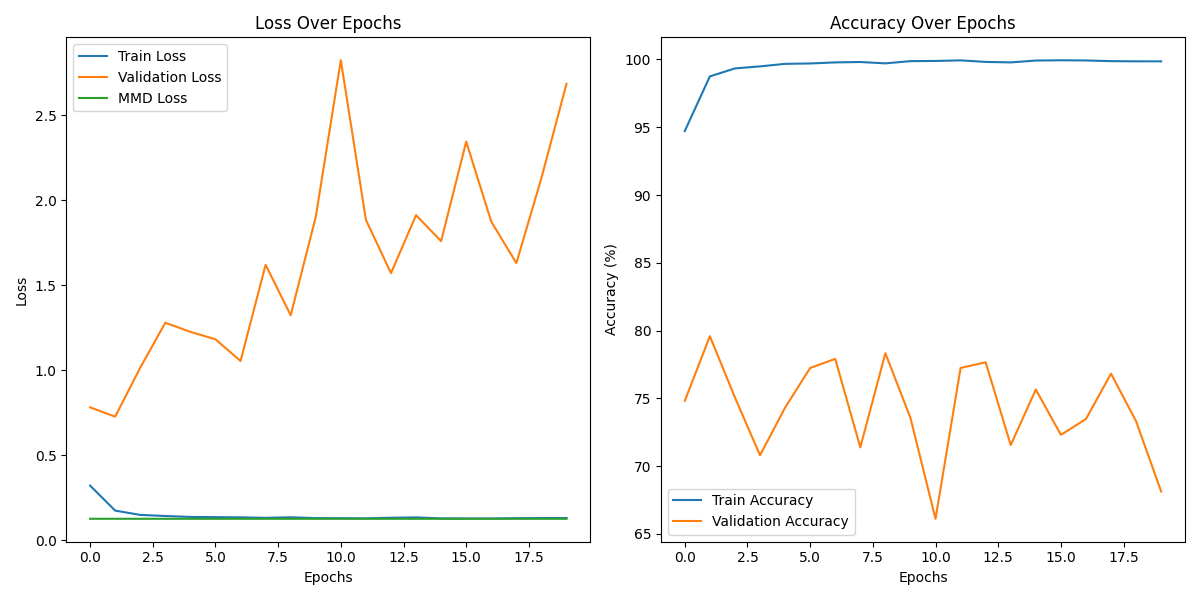 Loss Over Epochs
Train Loss
Validation Loss
MMD Loss
Loss
2.5
2.0
1.5
1.0
0.5
0.0
0.0 2.5 5.0 7.5 10.0 12.5 15.0 17.5
Epochs
Accuracy Over Epochs
Accuracy (%)
100
95
90
85
80
75
70
65
Train Accuracy
Validation Accuracy
0.0 2.5 5.0 7.5 10.0 12.5 15.0 17.5
Epochs